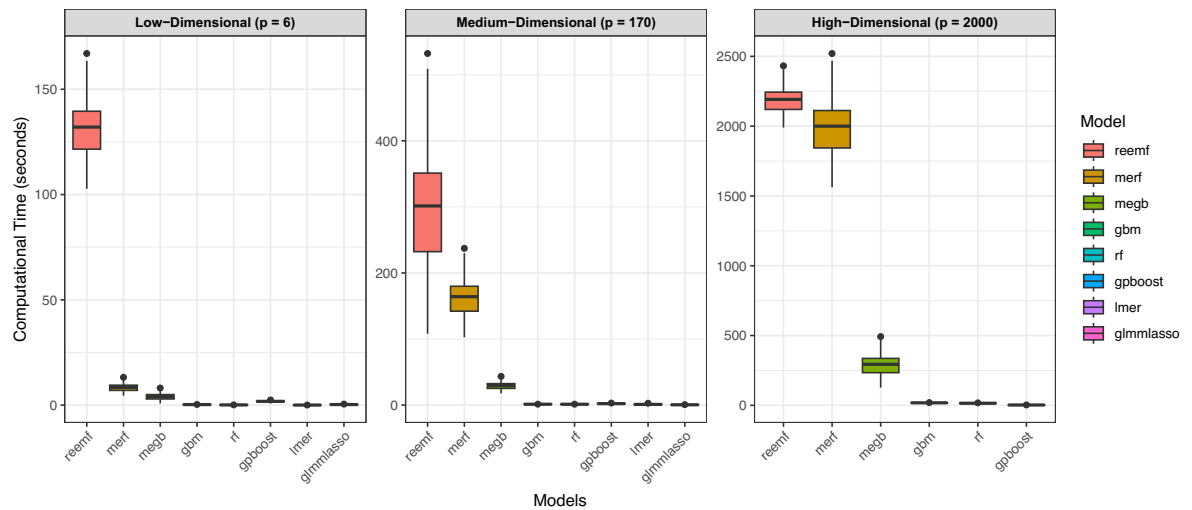 Low−Dimensional (p = 6)
Medium−Dimensional (p = 170)
High−Dimensional (p = 2000)
Computational Time (seconds)
150
100
50
0
400
200
0
2500
2000
1500
1000
500
0
reemf
merf
megb
gbm
rf
gpboost
lmer
glmmlasso
reemf
merf
megb
gbm
rf
gpboost
lmer
glmmlasso
reemf
merf
megb
gbm
rf
gpboost
Models
Model
reemf
merf
megb
gbm
rf
gpboost
lmer
glmmlasso